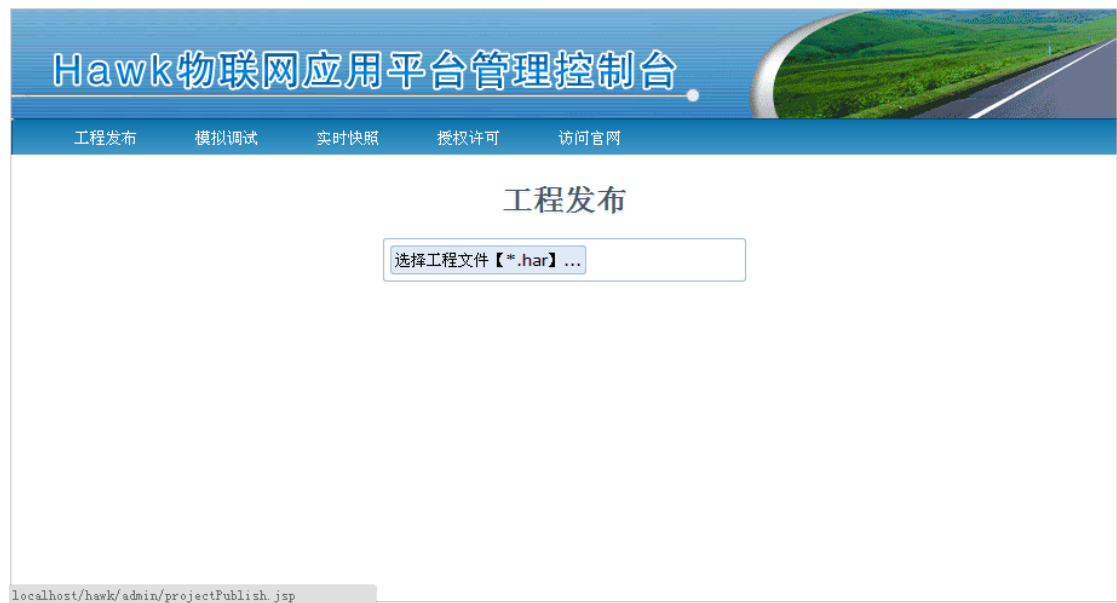 Hawk物联网应用平台管理控制台
工程发布 模拟调试 实时快照 授权许可 访问官网
工程发布
选择工程文件【*.har】...
localhost/hawk/admin/projectPublish.jsp